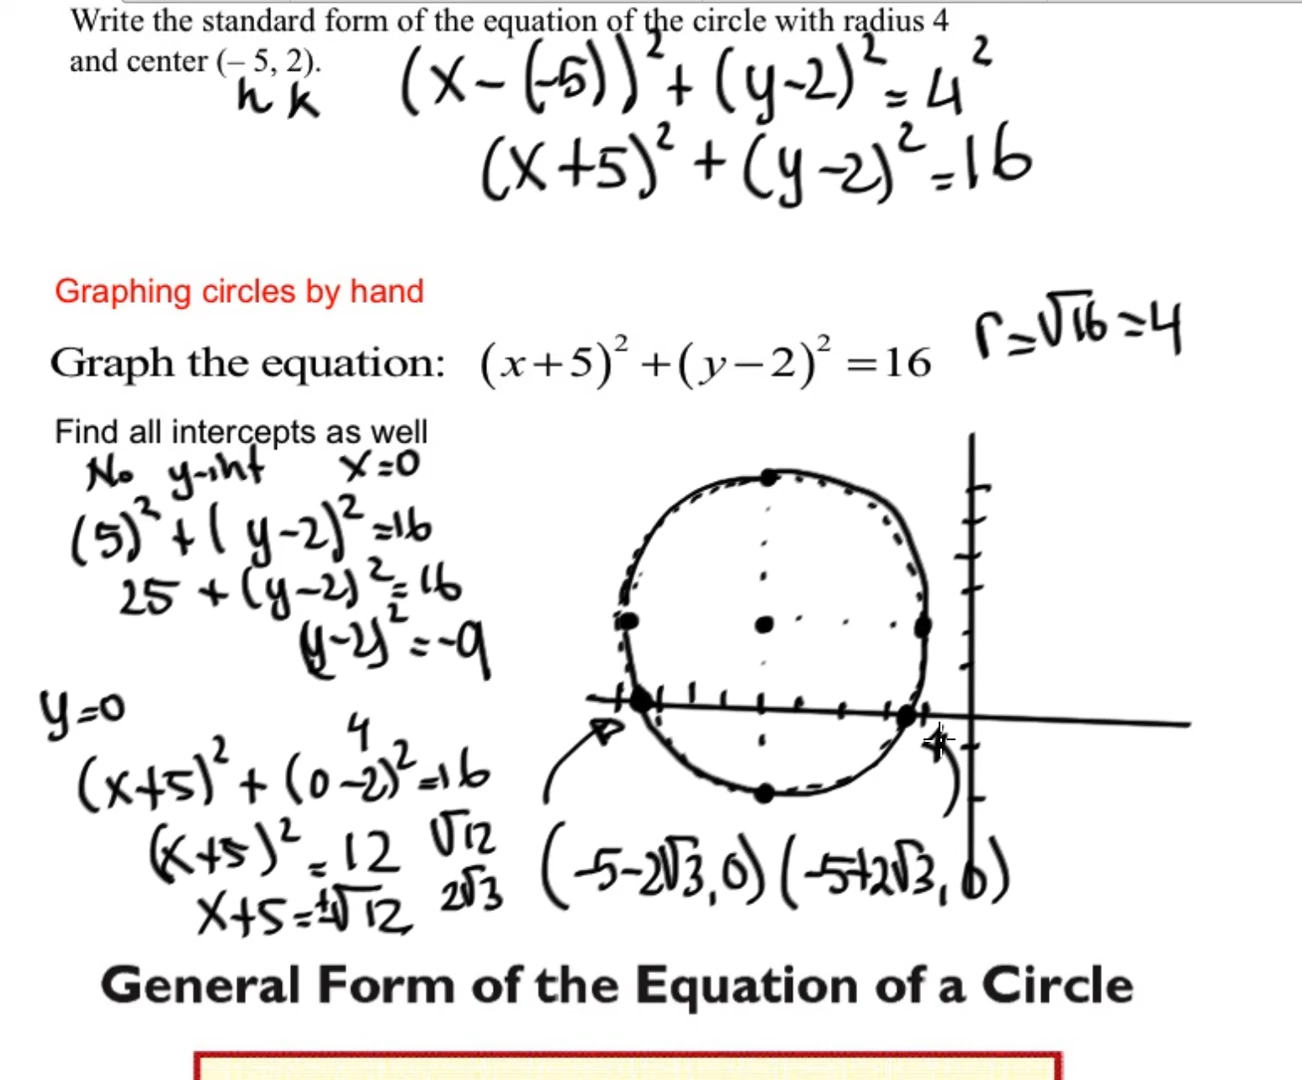 Write the standard form of the equation of the circle with radius 4
and center (– 5, 2).
h k
(x-(-5))²+(y-2)²=4²
(x+5)²+(y-2)²=16
Graphing circles by hand
Graph the equation: (x+5)²+(y−2)²=16
r=√16=4
Find all intercepts as well
No y-int x=0
(5)²+(y-2)²=16
25+(y-2)²=16
(y-2)²=-9
y=0
4
(x+5)²+(0-2)²=16
(x+5)²=12 √12
x+5=±√12 2√3
(-5-2√3,0) (-5+2√3,0)
General Form of the Equation of a Circle